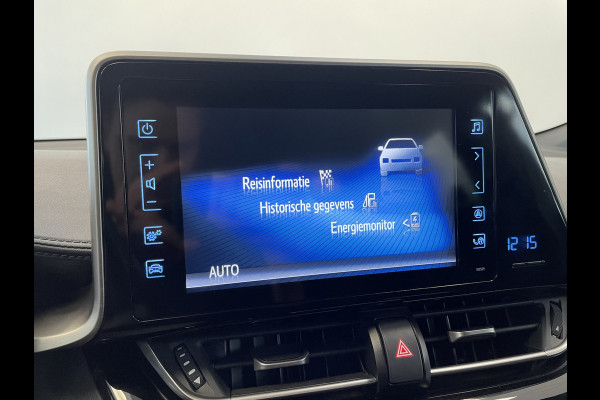 Reisinformatie
Historische gegevens
Energiemonitor
AUTO
12:15